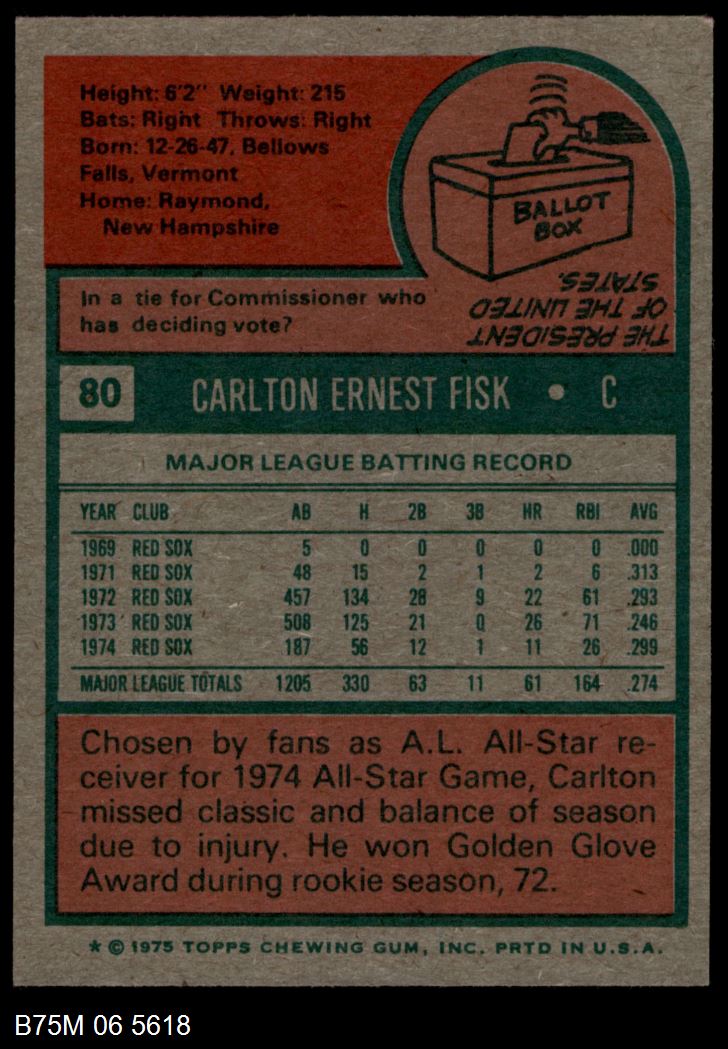 Height: 6'2" Weight: 215
Bats: Right Throws: Right
Born: 12-26-47, Bellows
Falls, Vermont
Home: Raymond,
New Hampshire
BALLOT
BOX
In a tie for Commissioner who
has deciding vote?
THE PRESIDENT
OF THE UNITED
STATES.
80 CARLTON ERNEST FISK • C
MAJOR LEAGUE BATTING RECORD
YEAR CLUB AB H 2B 3B HR RBI AVG
1969 RED SOX 5 0 0 0 0 0 .000
1971 RED SOX 48 15 2 1 2 6 .313
1972 RED SOX 457 134 28 9 22 61 .293
1973 RED SOX 508 125 21 0 26 71 .246
1974 RED SOX 187 56 12 1 11 26 .299
MAJOR LEAGUE TOTALS 1205 330 63 11 61 164 .274
Chosen by fans as A.L. All-Star re-
ceiver for 1974 All-Star Game, Carlton
missed classic and balance of season
due to injury. He won Golden Glove
Award during rookie season, 72.
* © 1975 TOPPS CHEWING GUM, INC. PRTD IN U.S.A.
B75M 06 5618